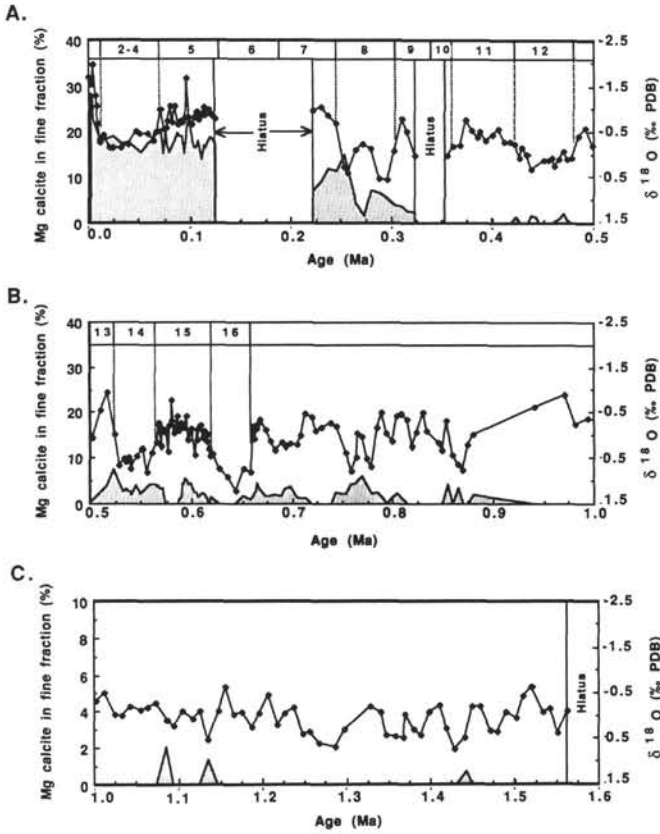 A.
2-4 5 6 7 8 9 10 11 12
40
30
20
10
0
Mg calcite in fine fraction (%)
Hiatus
Hiatus
-2.5
-1.5
-0.5
0.5
1.5
δ 18 O (‰ PDB)
0.0 0.1 0.2 0.3 0.4 0.5
Age (Ma)
B.
13 14 15 16
40
30
20
10
0
Mg calcite in fine fraction (%)
-2.5
-1.5
-0.5
0.5
1.5
δ 18 O (‰ PDB)
0.5 0.6 0.7 0.8 0.9 1.0
Age (Ma)
C.
10
8
6
4
2
0
Mg calcite in fine fraction (%)
Hiatus
-2.5
-1.5
-0.5
0.5
1.5
δ 18 O (‰ PDB)
1.0 1.1 1.2 1.3 1.4 1.5 1.6
Age (Ma)